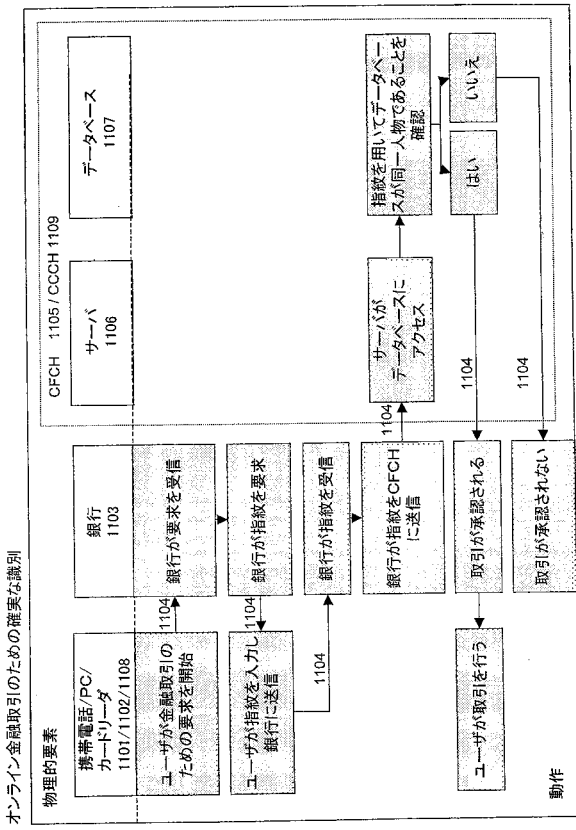 オンライン金融取引のための確実な識別
物理的要素
携帯電話/PC/
カードリーダ
1101/1102/1108
銀行
1103
CFCH 1105 / CCCH 1109
サーバ
1106
データベース
1107
ユーザが金融取引の
ための要求を開始
1104
銀行が要求を受信
銀行が指紋を要求
1104
ユーザが指紋を入力し
銀行に送信
1104
銀行が指紋を受信
銀行が指紋をCFCH
に送信
1104
サーバが
データベースに
アクセス
指紋を用いてデータベー
スが同一人物であることを
確認
はい
いいえ
1104
取引が承認される
1104
取引が承認されない
ユーザが取引を行う
動作